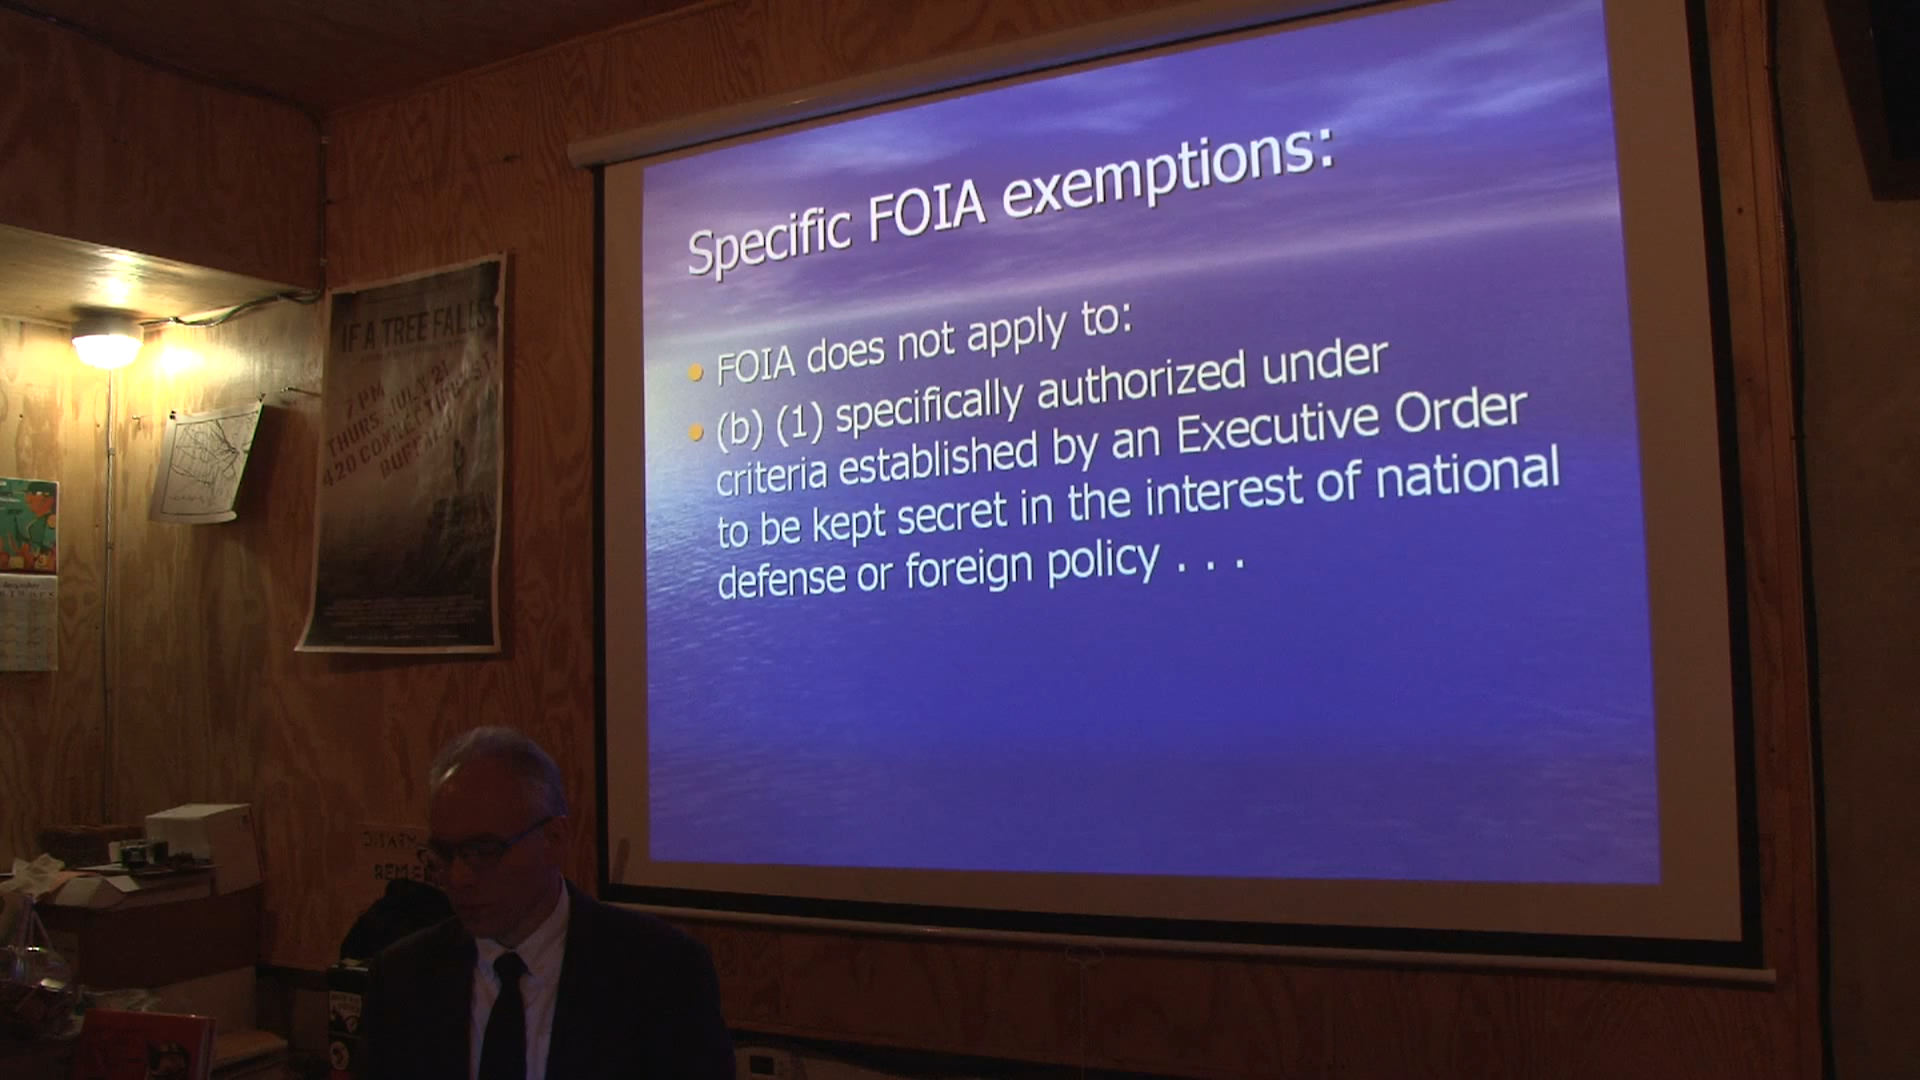 Specific FOIA exemptions:
FOIA does not apply to:
(b) (1) specifically authorized under
criteria established by an Executive Order
to be kept secret in the interest of national
defense or foreign policy . . .
IF A TREE FALLS
7 PM
THURS. JULY 21
420 CONNECTICUT ST.
BUFFALO